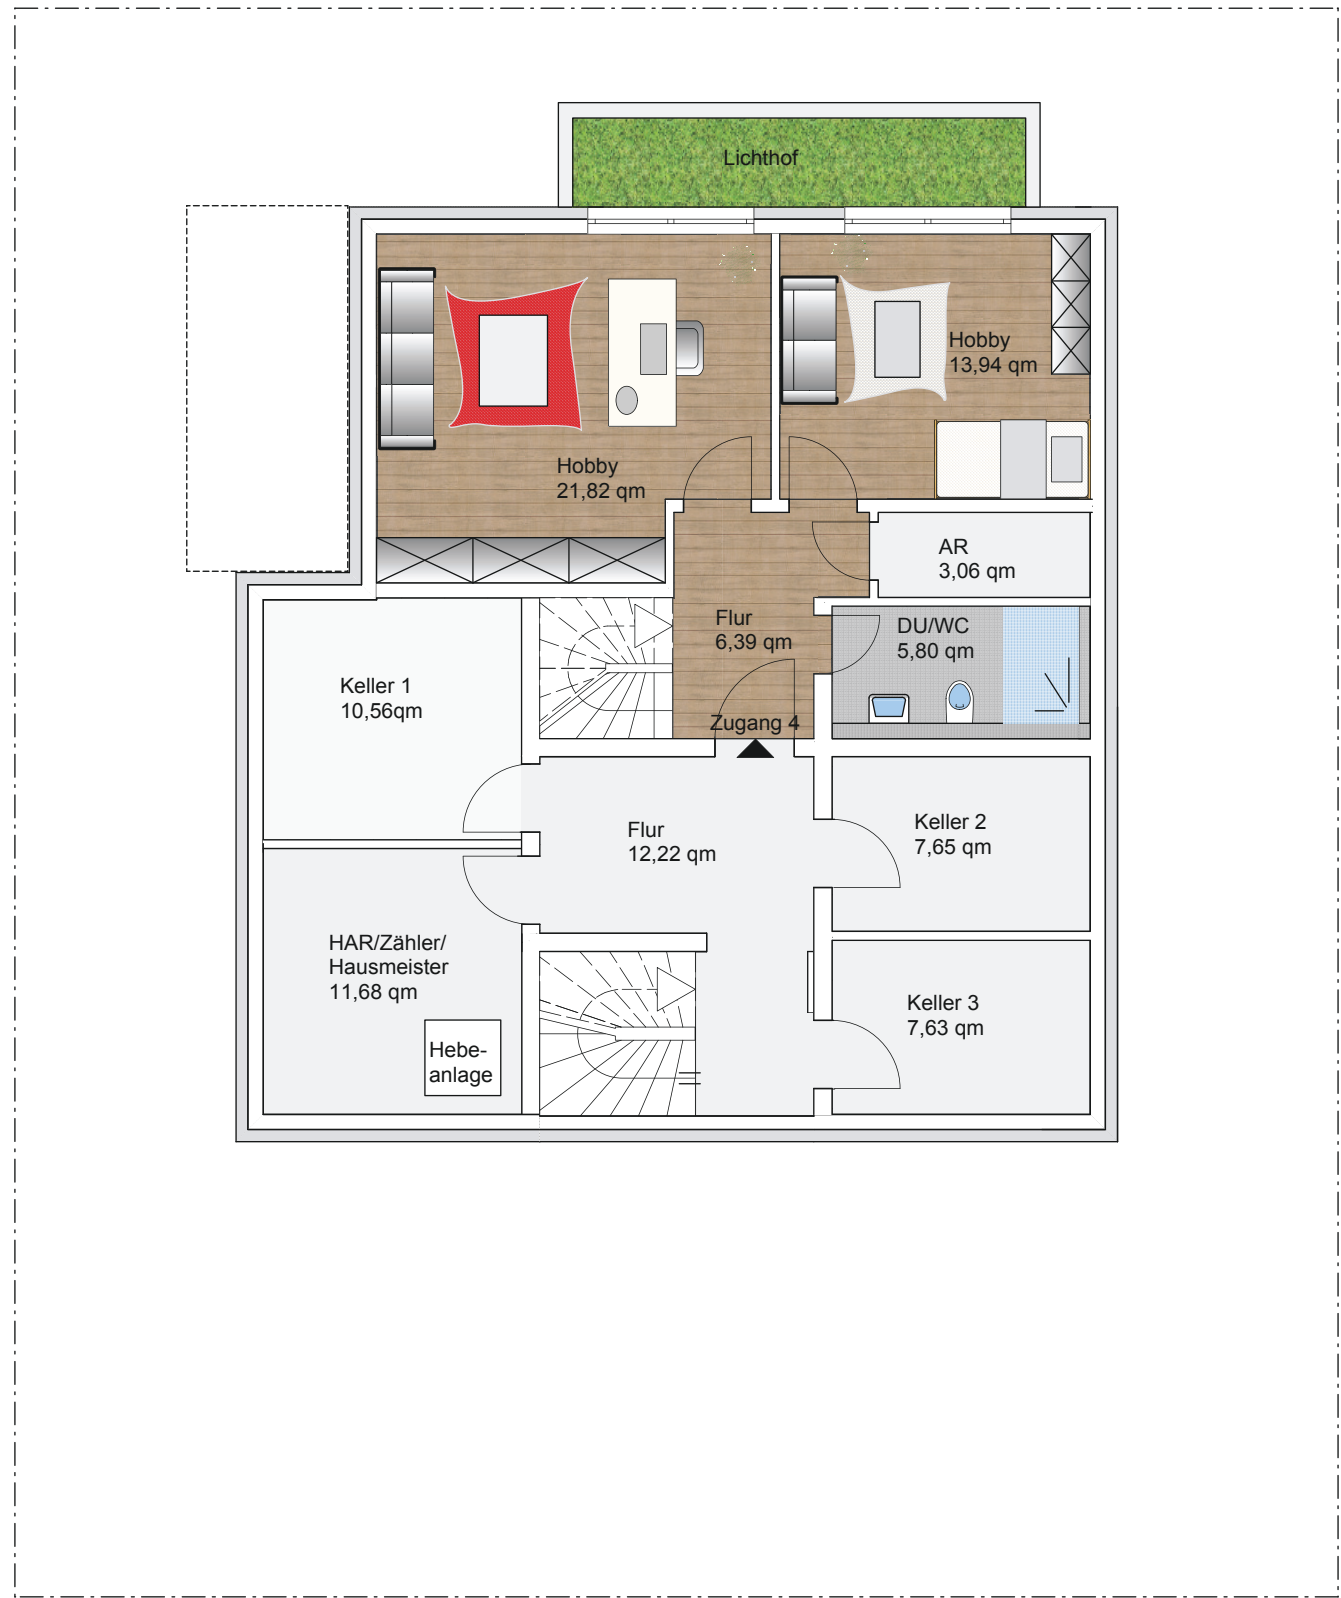 Lichthof
Hobby
13,94 qm
Hobby
21,82 qm
AR
3,06 qm
Flur
6,39 qm
DU/WC
5,80 qm
Keller 1
10,56qm
Zugang 4
Flur
12,22 qm
Keller 2
7,65 qm
HAR/Zähler/
Hausmeister
11,68 qm
Keller 3
7,63 qm
Hebe-
anlage